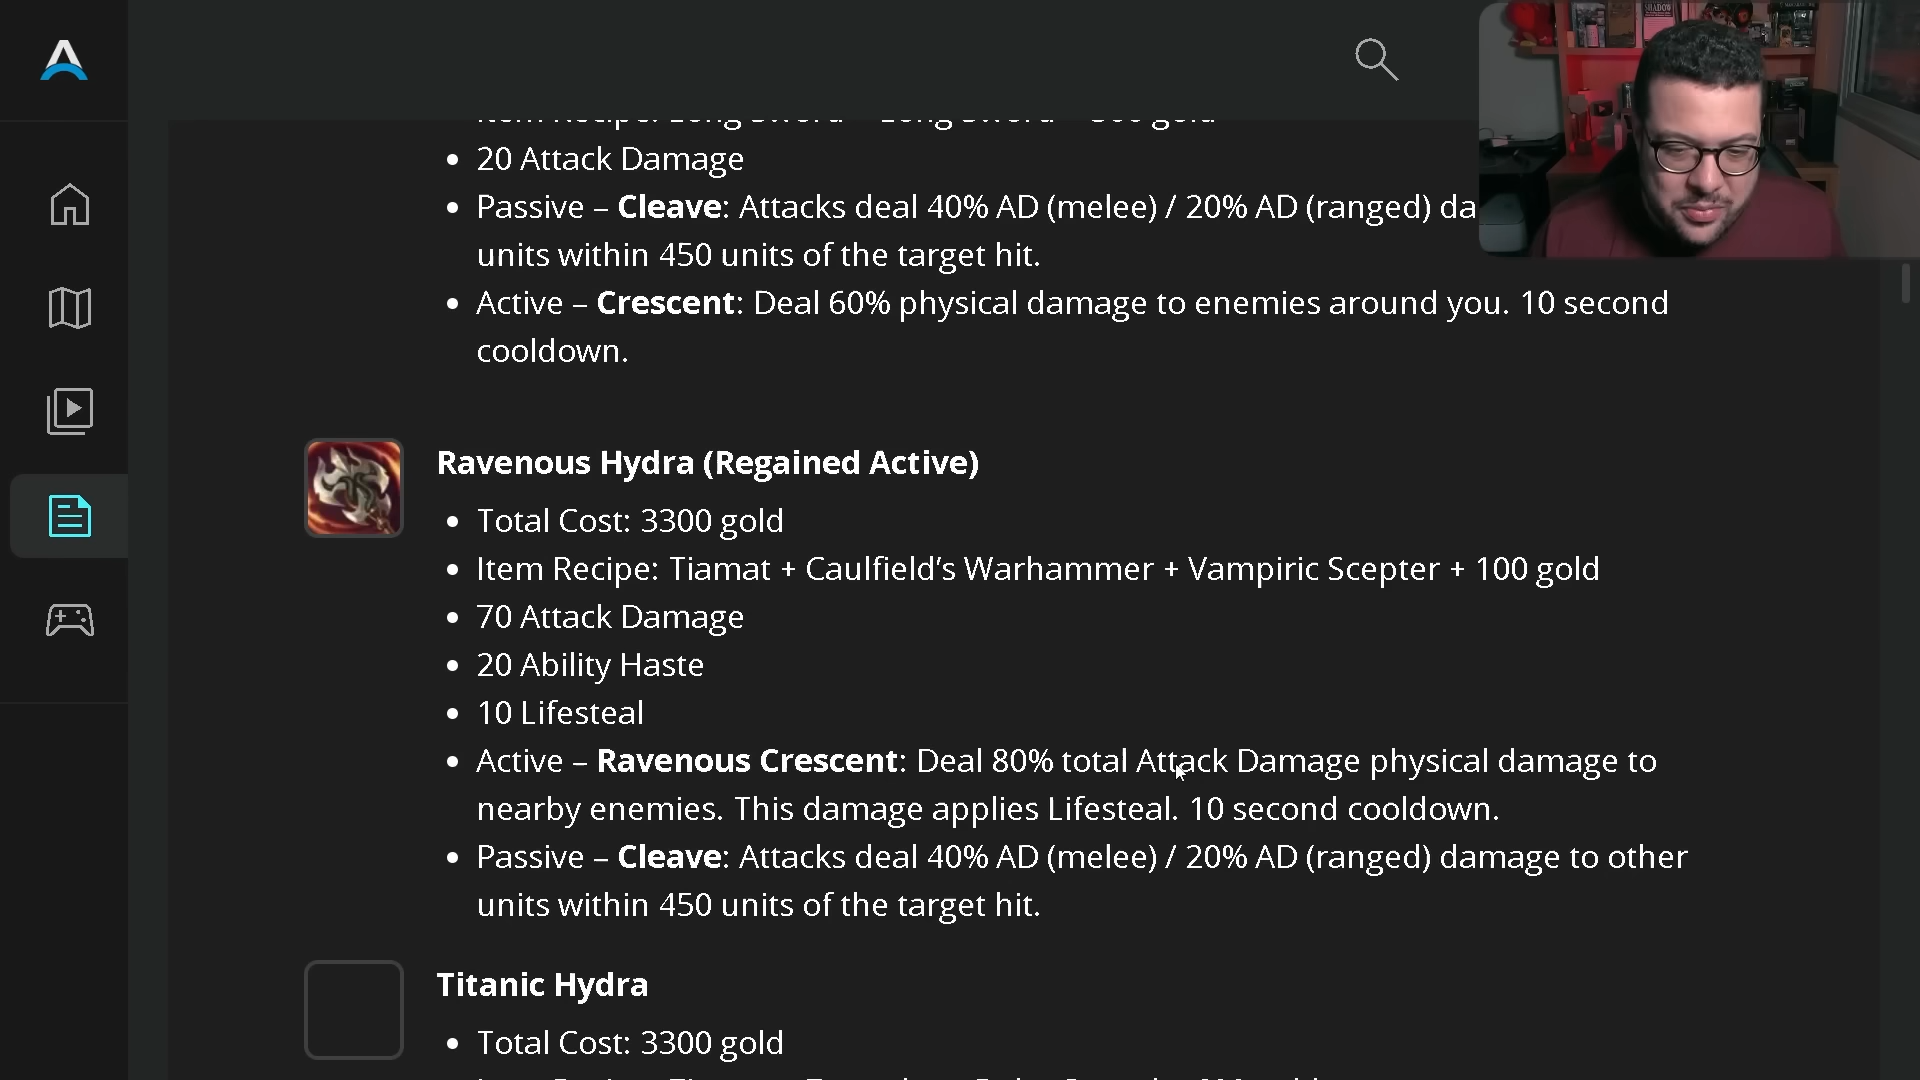 20 Attack Damage
Passive – Cleave: Attacks deal 40% AD (melee) / 20% AD (ranged)
units within 450 units of the target hit.
Active – Crescent: Deal 60% physical damage to enemies around you. 10 second
cooldown.
Ravenous Hydra (Regained Active)
Total Cost: 3300 gold
Item Recipe: Tiamat + Caulfield’s Warhammer + Vampiric Scepter + 100 gold
70 Attack Damage
20 Ability Haste
10 Lifesteal
Active – Ravenous Crescent: Deal 80% total Attack Damage physical damage to
nearby enemies. This damage applies Lifesteal. 10 second cooldown.
Passive – Cleave: Attacks deal 40% AD (melee) / 20% AD (ranged) damage to other
units within 450 units of the target hit.
Titanic Hydra
Total Cost: 3300 gold